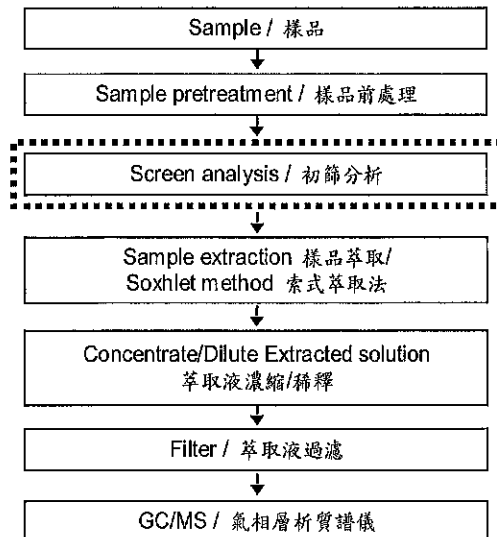 Sample / 樣品
Sample pretreatment / 樣品前處理
Screen analysis / 初篩分析
Sample extraction 樣品萃取/
Soxhlet method 索式萃取法
Concentrate/Dilute Extracted solution
萃取液濃縮/稀釋
Filter / 萃取液過濾
GC/MS / 氣相層析質譜儀